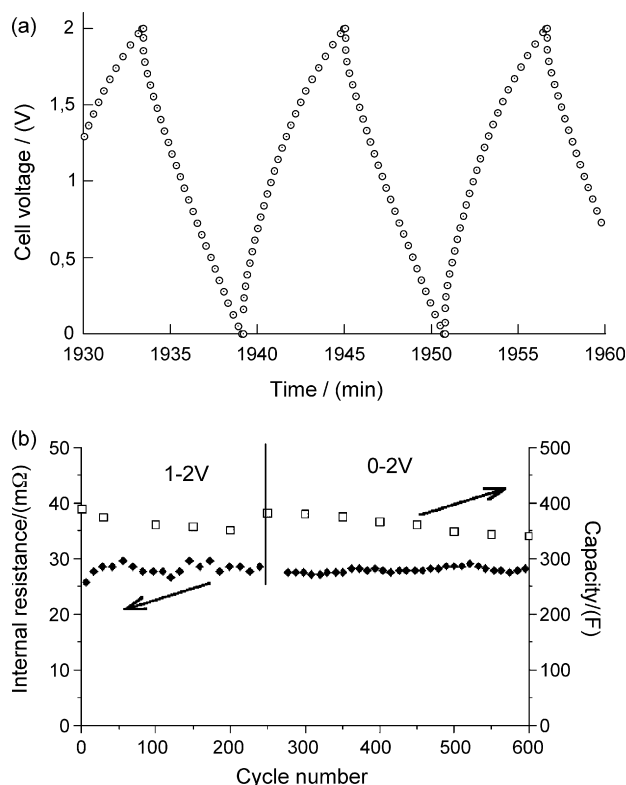 (a)
Cell voltage / (V)
2
1,5
1
0,5
0
1930 1935 1940 1945 1950 1955 1960
Time / (min)
(b)
Internal resistance/(mΩ)
50
40
30
20
10
0
1-2V
0-2V
500
400
300
200
100
0
Capacity/(F)
0 100 200 300 400 500 600
Cycle number